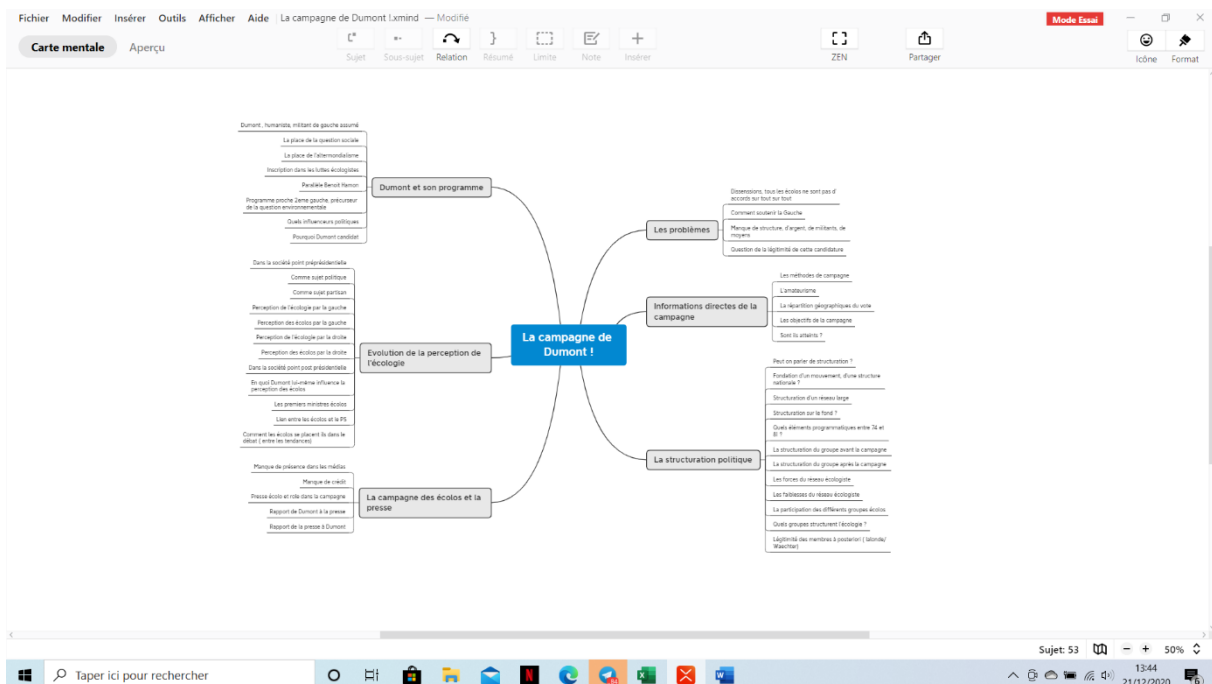 Fichier Modifier Insérer Outils Afficher Aide La campagne de Dumont I.xmind — Modifié Mode Essai
Carte mentale Aperçu
Sujet Sous-sujet Relation Résumé Limite Note Insérer ZEN Partager Icône Format
Dumont , humaniste, militant de gauche assumé
La place de la question sociale
La place de l'altermondialisme
Inscription dans les luttes écologistes
Parallèle Benoit Hamon
Programme proche 2eme gauche, précurseur
de la question environnementale
Quels influenceurs politiques
Pourquoi Dumont candidat
Dumont et son programme
Dans la société point préprésidentielle
Comme sujet politique
Comme sujet partisan
Perception de l'écologie par la gauche
Perception des écolos par la gauche
Perception de l'écologie par la droite
Perception des écolos par la droite
Dans la société point post présidentielle
En quoi Dumont lui-même influence la
perception des écolos
Les premiers ministres écolos
Lien entre les écolos et le PS
Comment les écolos se placent ils dans le
débat ( entre les tendances)
Evolution de la perception de
l'écologie
Manque de présence dans les médias
Manque de crédit
Presse écolo et role dans la campagne
Rapport de Dumont à la presse
Rapport de la presse à Dumont
La campagne des écolos et la
presse
La campagne de
Dumont !
Les problèmes
Dissenssions, tous les écolos ne sont pas d'
accords sur tout sur tout
Comment soutenir la Gauche
Manque de structure, d'argent, de militants, de
moyens
Question de la légitimité de cette candidature
Informations directes de la
campagne
Les méthodes de campagne
L'amateurisme
La répartition géographiques du vote
Les objectifs de la campagne
Sont ils atteints ?
La structuration politique
Peut on parler de structuration ?
Fondation d'un mouvement, d'une structure
nationale ?
Structuration d'un réseau large
Structuration sur le fond ?
Quels éléments programmatiques entre 74 et
81 ?
La structuration du groupe avant la campagne
La structuration du groupe après la campagne
Les forces du réseau écologiste
Les faiblesses du réseau écologiste
La participation des différents groupes écolos
Quels groupes structurent l'écologie ?
Légitimité des membres à posteriori ( lalonde/
Waechter)
Sujet: 53 50%
Taper ici pour rechercher
13:44
21/12/2020